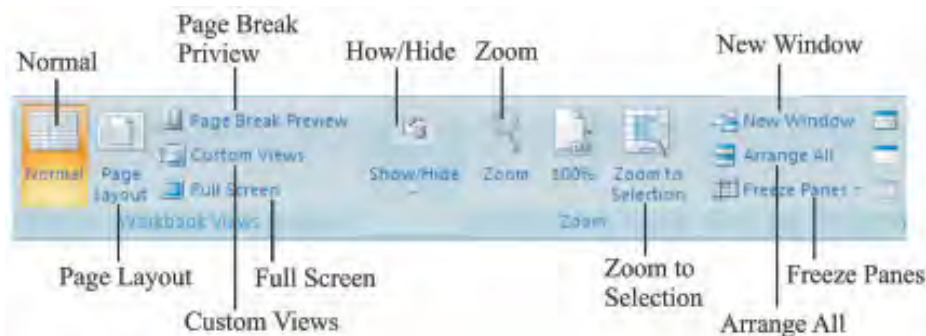 Page Break
Priview
Normal
How/Hide
Zoom
New Window
Page Break Preview
New Window
Custom Views
Arrange All
Normal
Page
Layout
Full Screen
Show/Hide
Zoom
100%
Zoom to
Selection
Freeze Panes
Workbook Views
Zoom
Page Layout
Full Screen
Zoom to
Selection
Freeze Panes
Custom Views
Arrange All